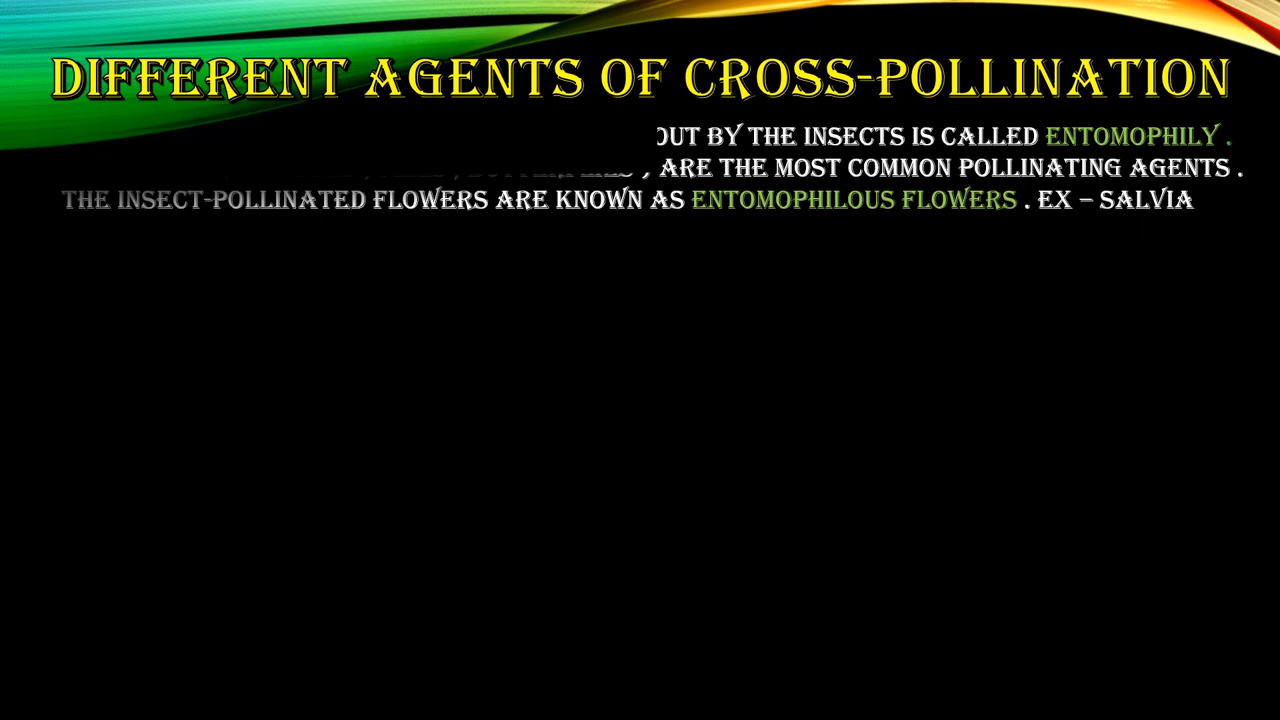 DIFFERENT AGENTS OF CROSS-POLLINATION
OUT BY THE INSECTS IS CALLED ENTOMOPHILY .
, ARE THE MOST COMMON POLLINATING AGENTS .
THE INSECT-POLLINATED FLOWERS ARE KNOWN AS ENTOMOPHILOUS FLOWERS . EX – SALVIA